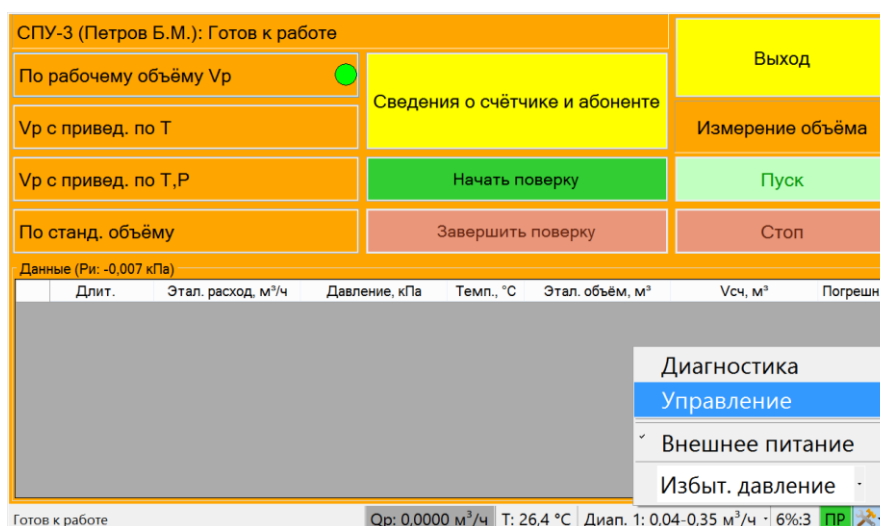 СПУ-3 (Петров Б.М.): Готов к работе
Выход
По рабочему объёму Vp
Сведения о счётчике и абоненте
Vp с привед. по Т
Измерение объёма
Vp с привед. по Т,Р
Начать поверку
Пуск
По станд. объёму
Завершить поверку
Стоп
Данные (Ри: -0,007 кПа)
Длит. Этал. расход, м³/ч Давление, кПа Темп., °С Этал. объём, м³ Vсч, м³ Погрешн
Диагностика
Управление
Внешнее питание
Избыт. давление
Готов к работе Qp: 0,0000 м³/ч Т: 26,4 °С Диап. 1: 0,04-0,35 м³/ч 6%:3 ПР